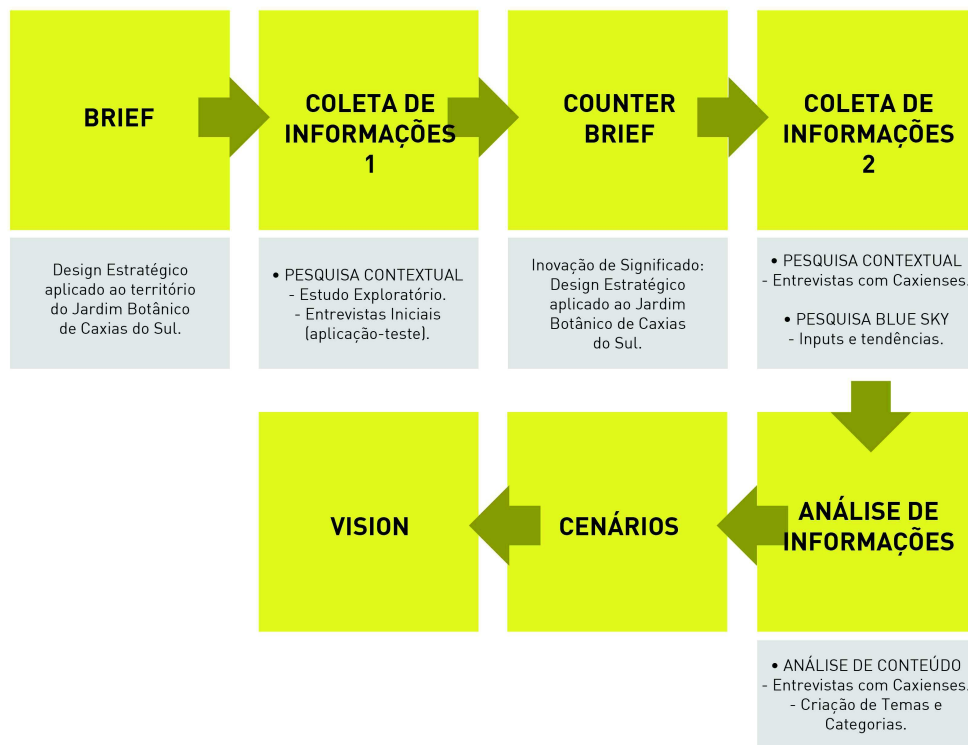 BRIEF
Design Estratégico
aplicado ao território
do Jardim Botânico
de Caxias do Sul.
COLETA DE
INFORMAÇÕES
1
• PESQUISA CONTEXTUAL
- Estudo Exploratório.
- Entrevistas Iniciais
(aplicação-teste).
COUNTER
BRIEF
Inovação de Significado:
Design Estratégico
aplicado ao Jardim
Botânico de Caxias
do Sul.
COLETA DE
INFORMAÇÕES
2
• PESQUISA CONTEXTUAL
- Entrevistas com Caxienses.
• PESQUISA BLUE SKY
- Inputs e tendências.
ANÁLISE DE
INFORMAÇÕES
• ANÁLISE DE CONTEÚDO
- Entrevistas com Caxienses.
- Criação de Temas e
Categorias.
CENÁRIOS
VISION